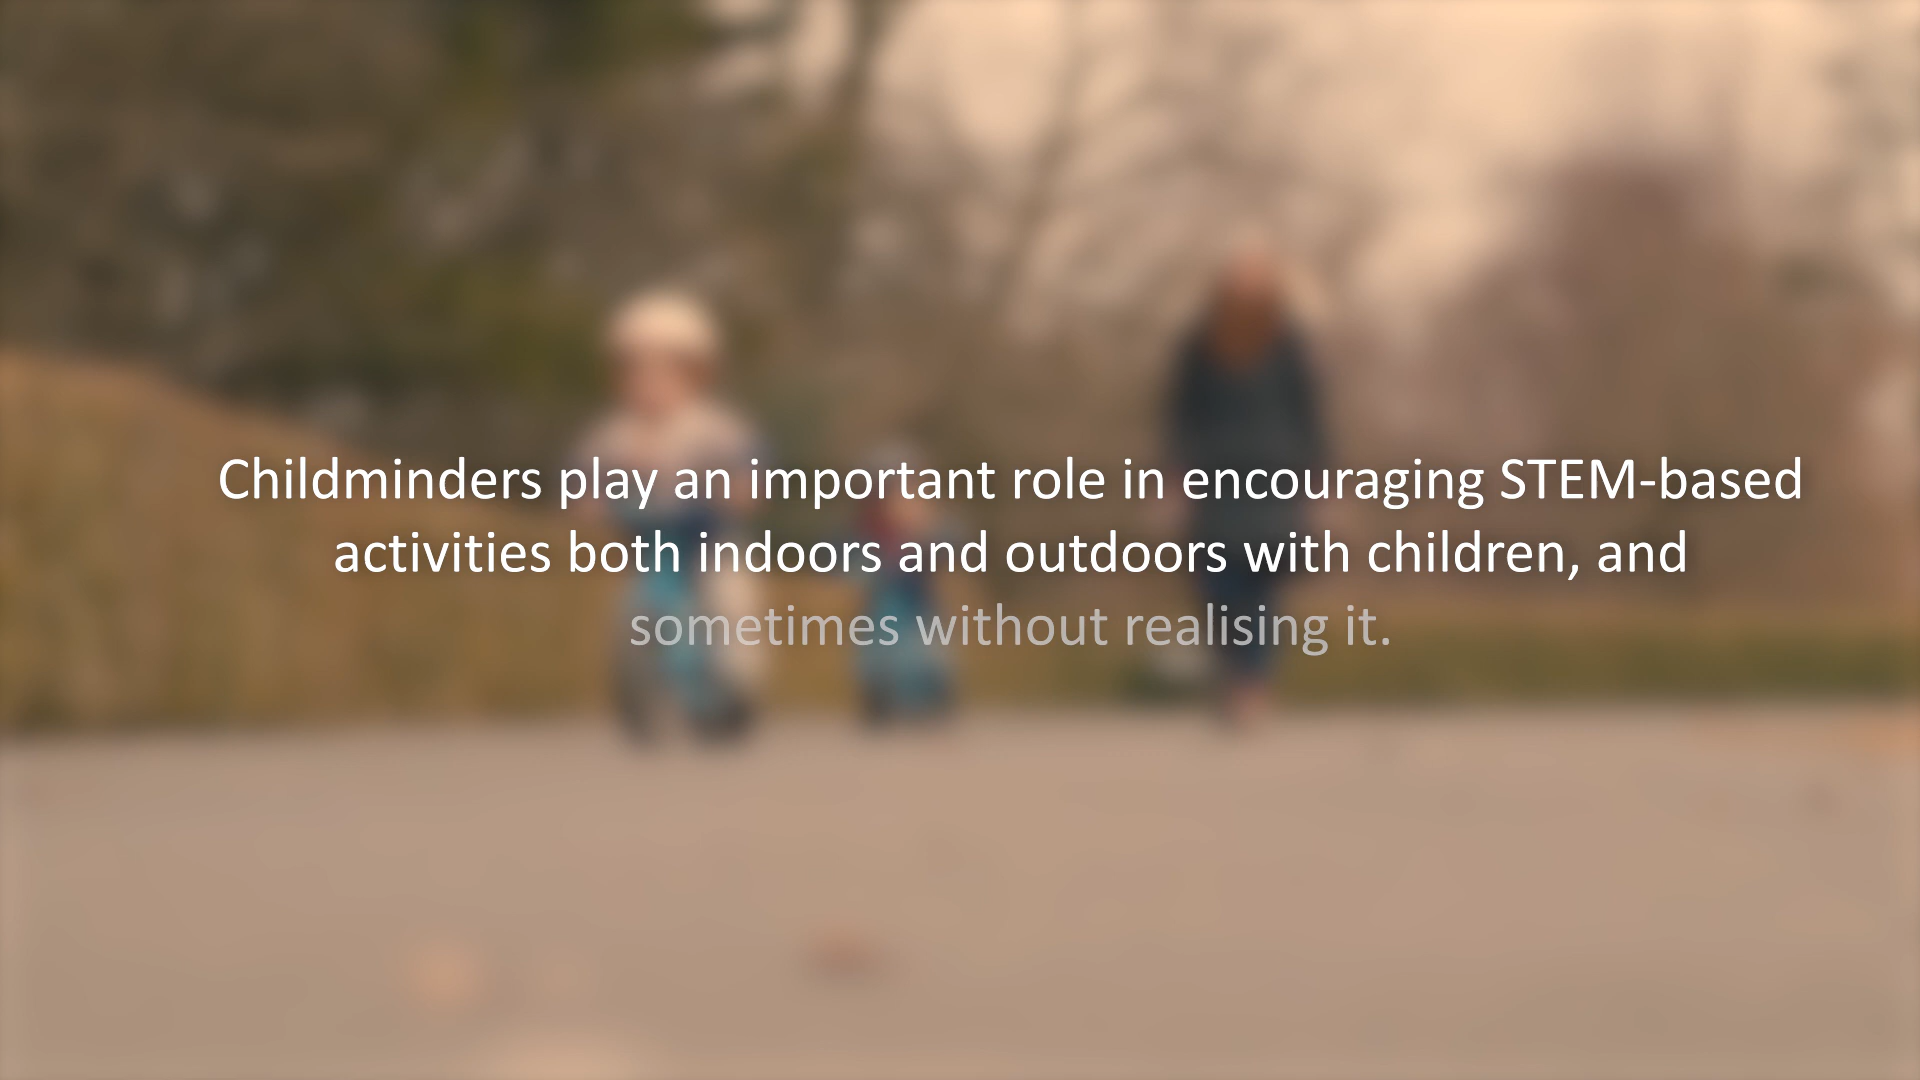 Childminders play an important role in encouraging STEM-based
activities both indoors and outdoors with children, and
sometimes without realising it.